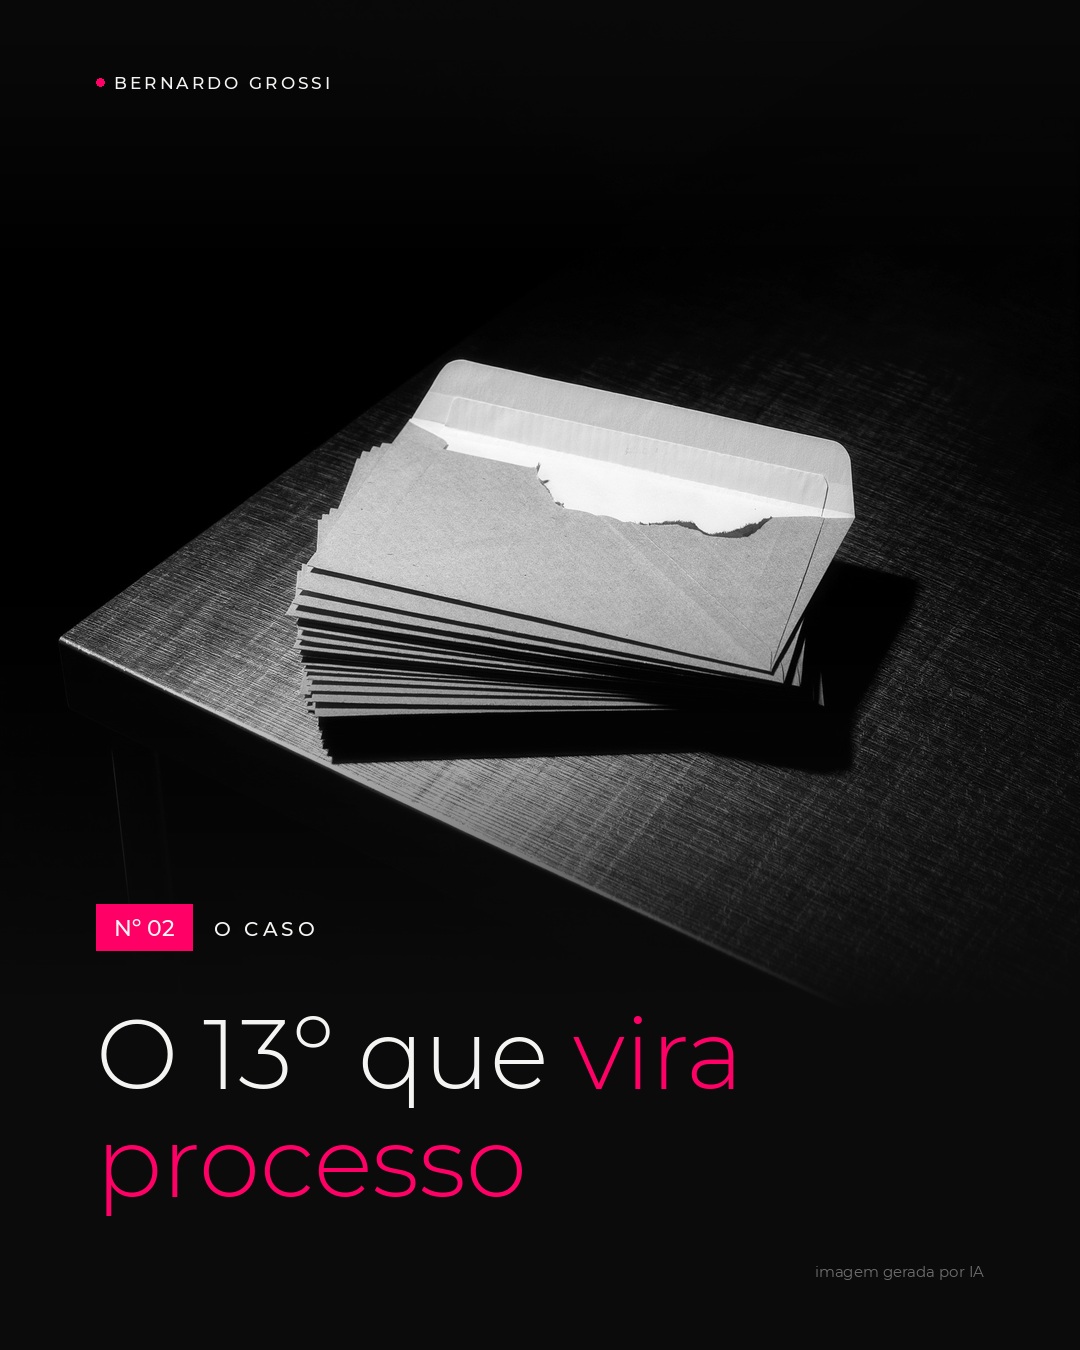 BERNARDO GROSSI
Nº 02
O CASO
O 13º que vira
processo
imagem gerada por IA